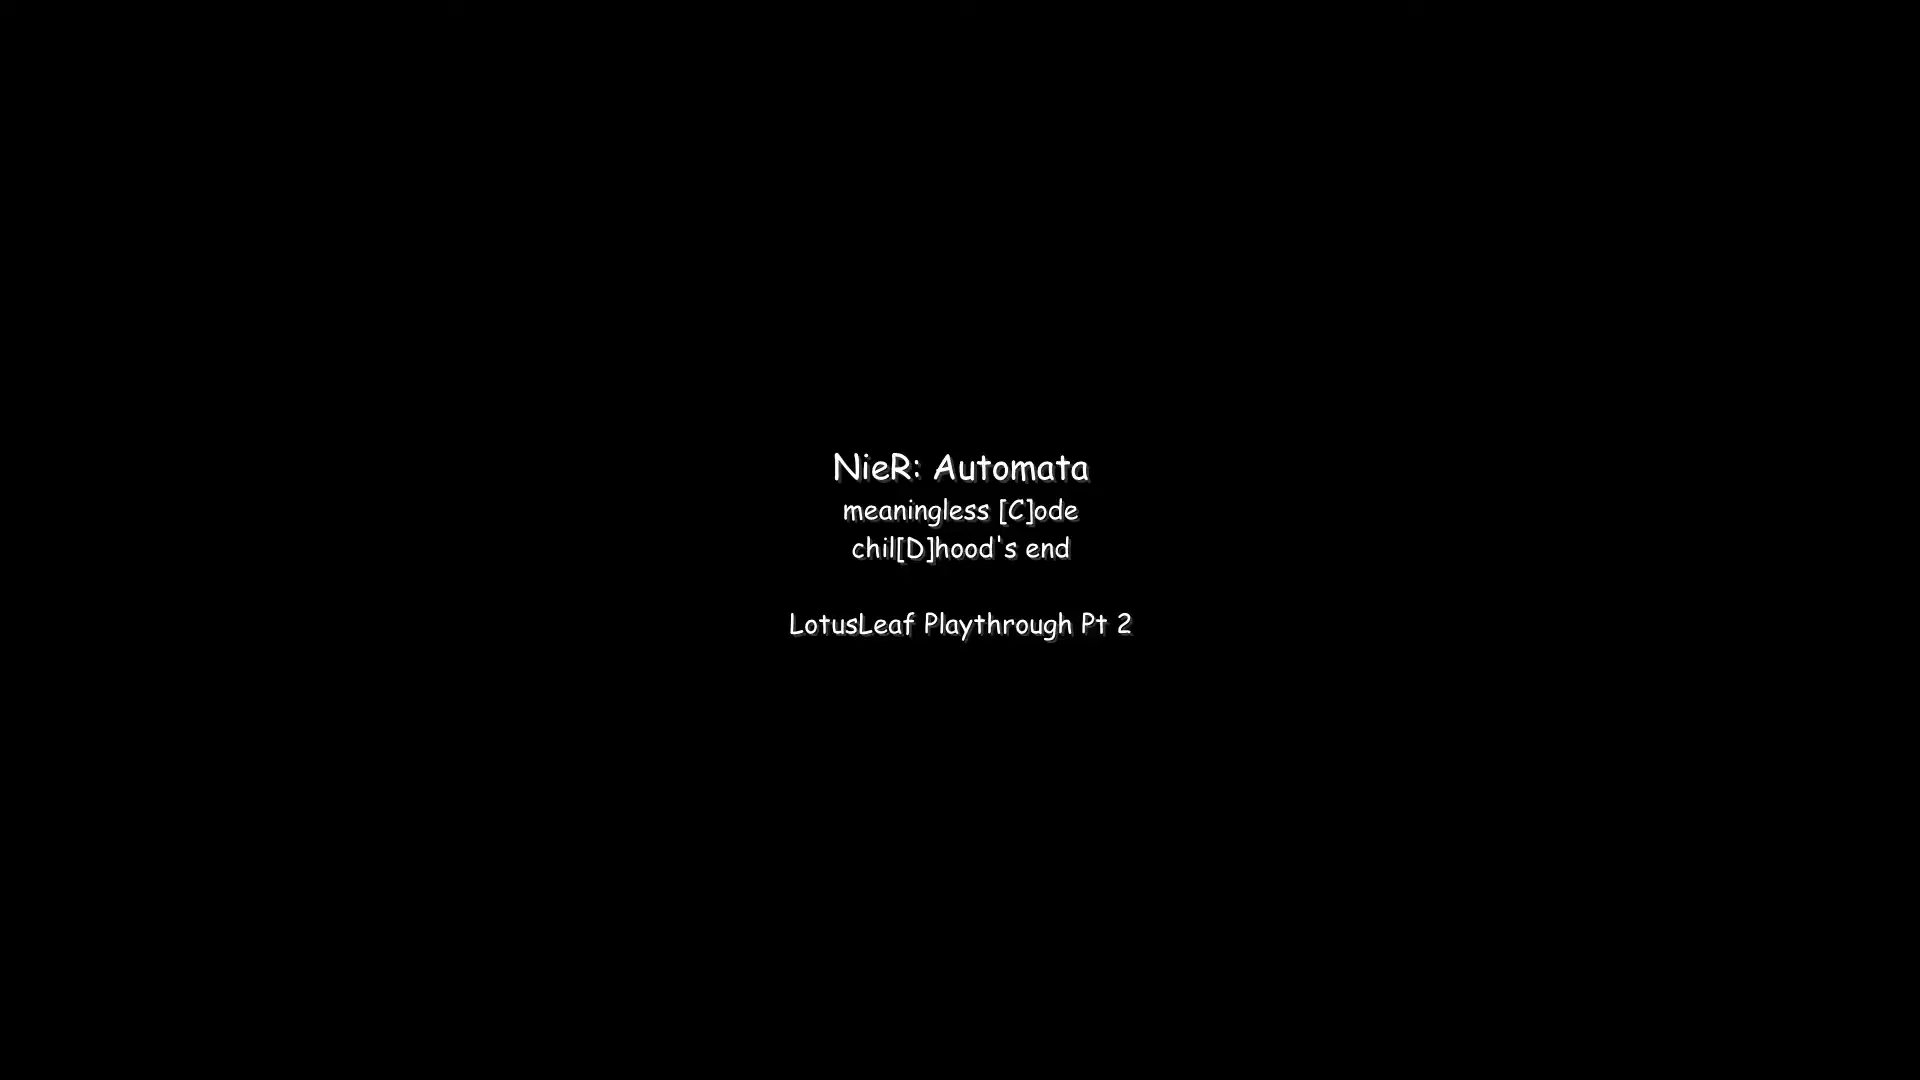 NieR: Automata
meaningless [C]ode
chil[D]hood's end
LotusLeaf Playthrough Pt 2